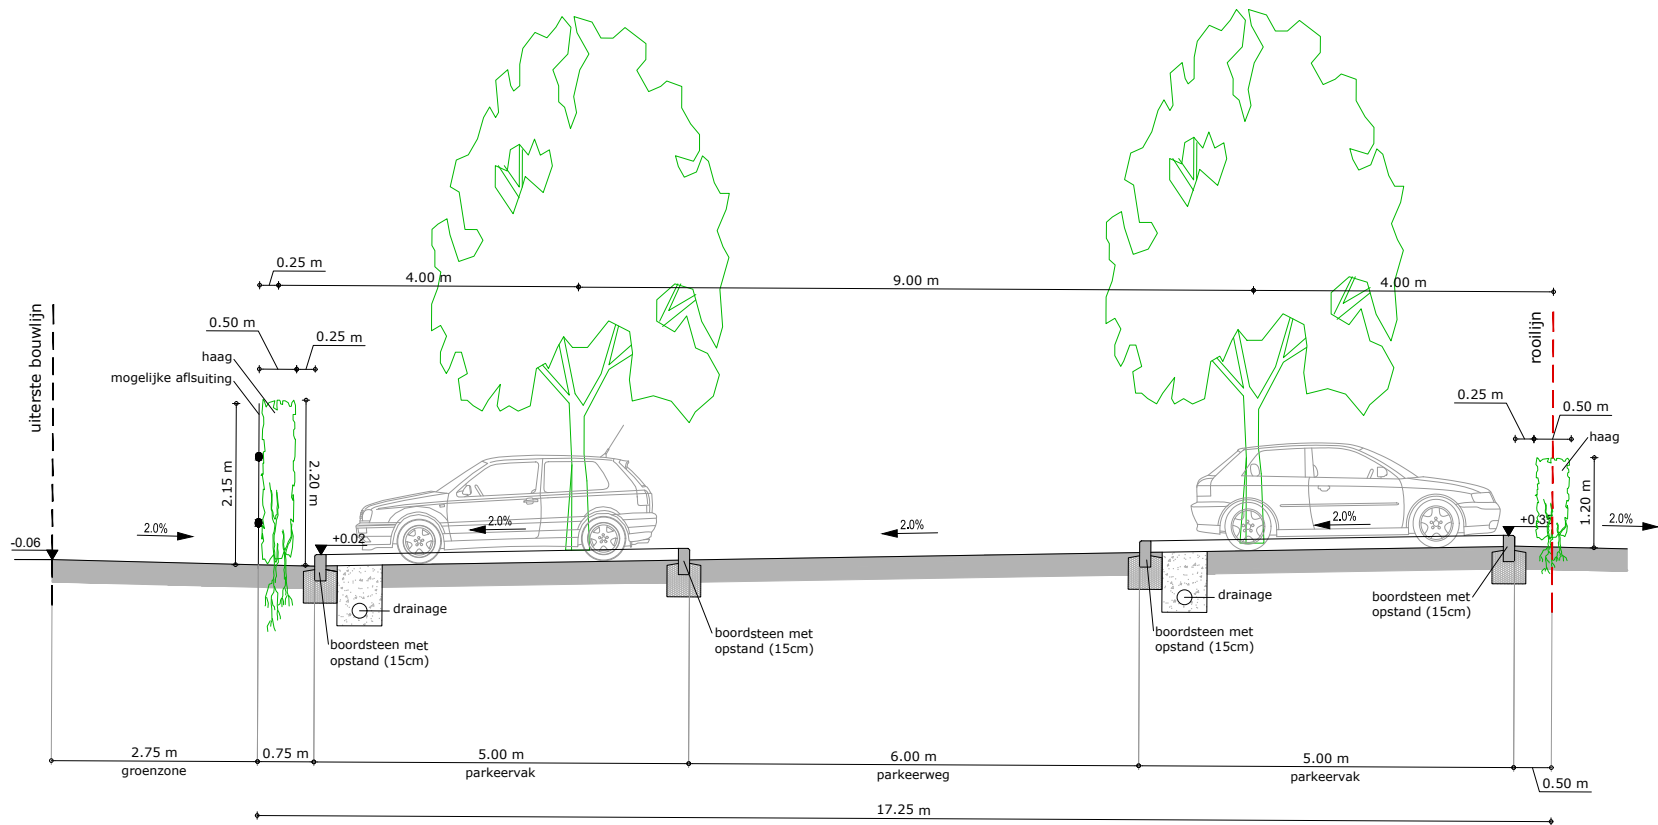 0.25 m
4.00 m
9.00 m
4.00 m
uiterste bouwlijn
rooilijn
0.50 m
0.25 m
haag
mogelijke aflsuiting
0.25 m
0.50 m
haag
2.15 m
2.20 m
1.20 m
2.0%
2.0%
2.0%
2.0%
2.0%
-0.06
+0.02
+0.35
drainage
drainage
boordsteen met
opstand (15cm)
boordsteen met
opstand (15cm)
boordsteen met
opstand (15cm)
boordsteen met
opstand (15cm)
2.75 m
0.75 m
5.00 m
6.00 m
5.00 m
0.50 m
groenzone
parkeervak
parkeerweg
parkeervak
17.25 m